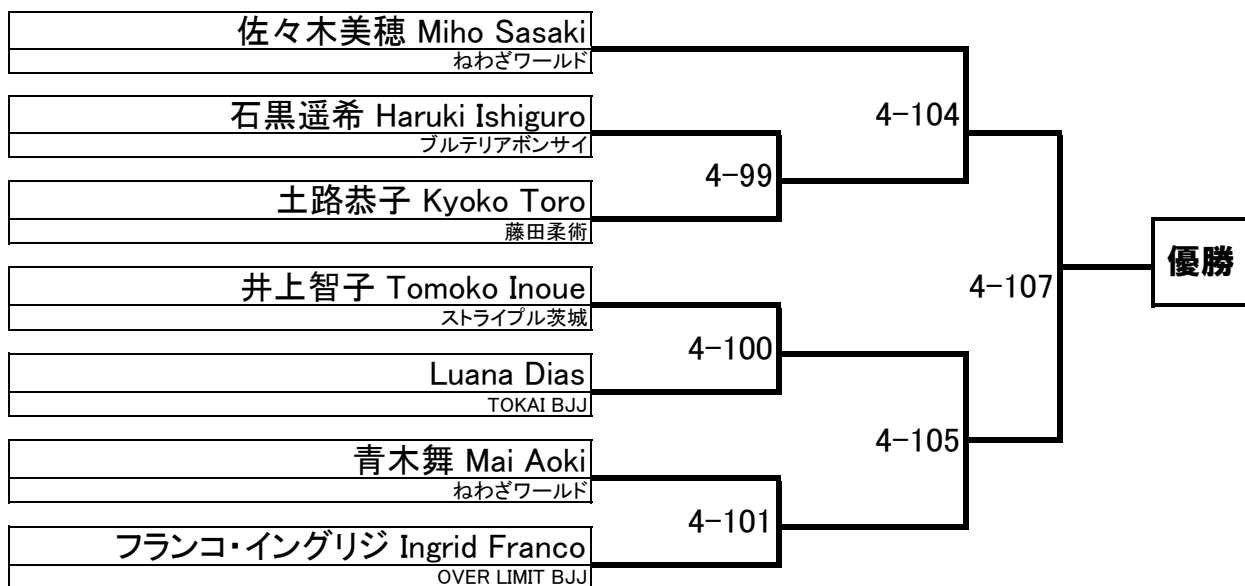 佐々木美穂 Miho Sasaki
ねわざワールド
石黒遥希 Haruki Ishiguro
ブルテリアボンサイ
土路恭子 Kyoko Toro
藤田柔術
井上智子 Tomoko Inoue
ストライプル茨城
Luana Dias
TOKAI BJJ
青木舞 Mai Aoki
ねわざワールド
フランコ・イングリジ Ingrid Franco
OVER LIMIT BJJ
4-99
4-100
4-101
4-104
4-105
4-107
優勝